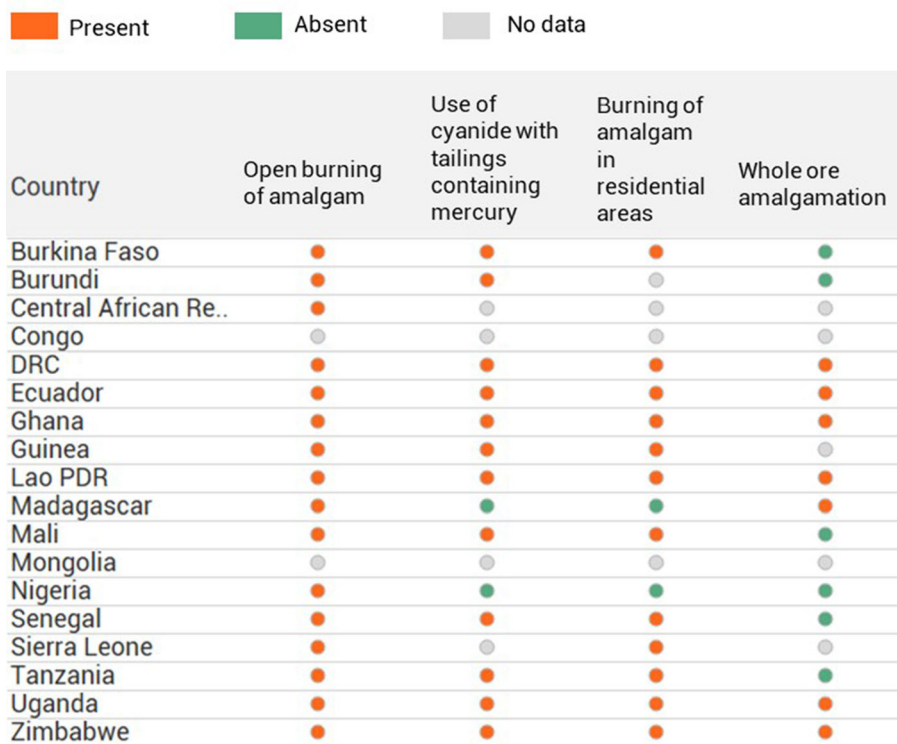 Present
Absent
No data
Country
Open burning
of amalgam
Use of
cyanide with
tailings
containing
mercury
Burning of
amalgam
in
residential
areas
Whole ore
amalgamation
Burkina Faso
Burundi
Central African Re..
Congo
DRC
Ecuador
Ghana
Guinea
Lao PDR
Madagascar
Mali
Mongolia
Nigeria
Senegal
Sierra Leone
Tanzania
Uganda
Zimbabwe